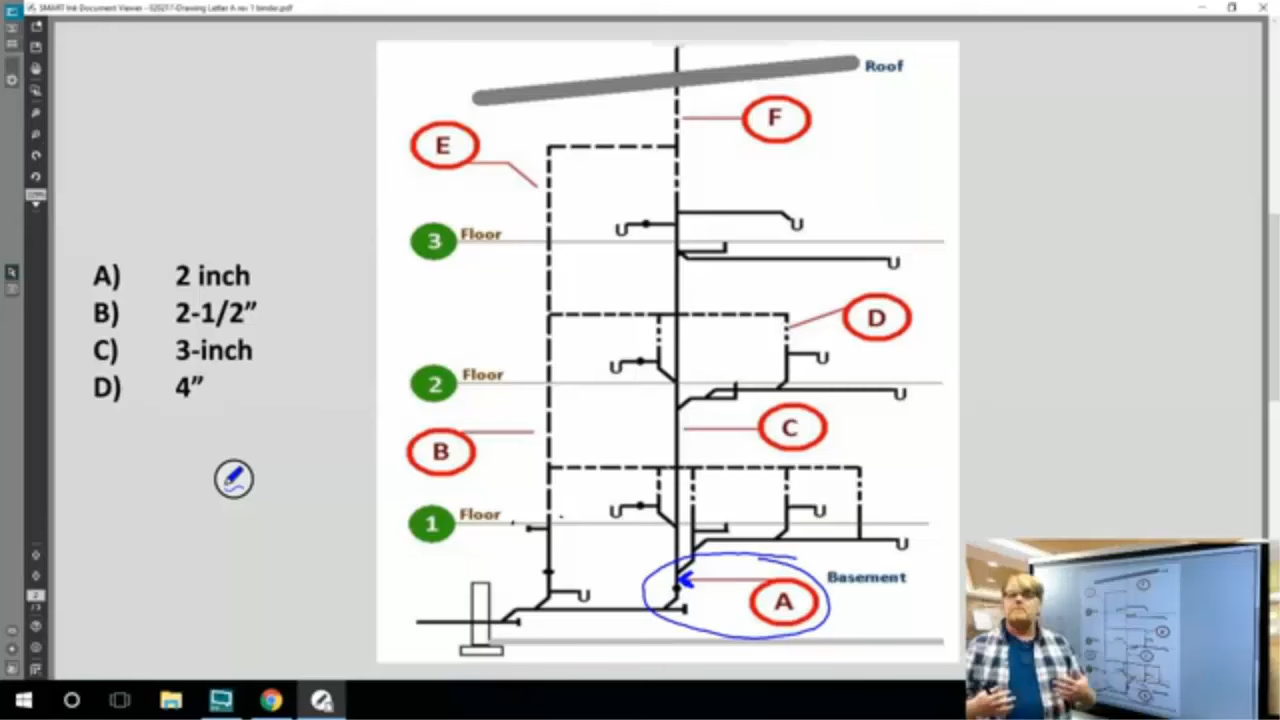 SMART Ink Document Viewer - 020217-Drawing Letter A rev 1 binder.pdf
Roof
F
E
3 Floor
A) 2 inch
B) 2-1/2”
C) 3-inch
D) 4”
D
2 Floor
C
B
1 Floor
Basement
A